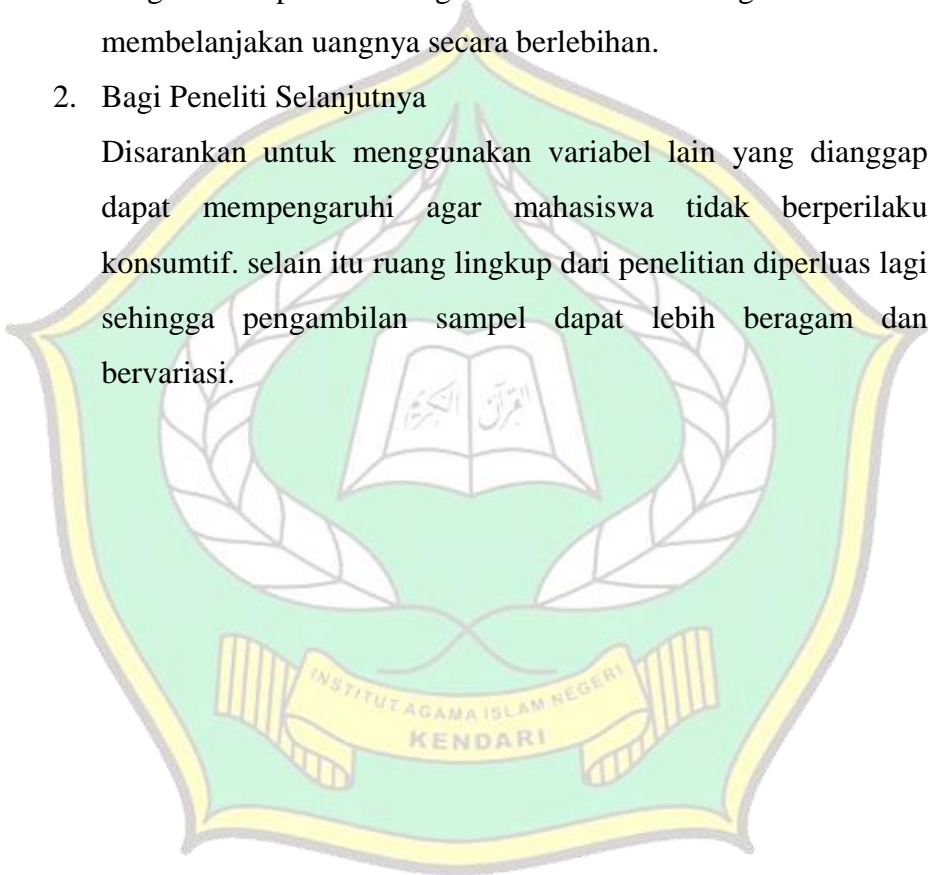 membelanjakan uangnya secara berlebihan.
2. Bagi Peneliti Selanjutnya
Disarankan untuk menggunakan variabel lain yang dianggap
dapat mempengaruhi agar mahasiswa tidak berperilaku
konsumtif. selain itu ruang lingkup dari penelitian diperluas lagi
sehingga pengambilan sampel dapat lebih beragam dan
bervariasi.
القرآن الكريم
INSTITUT AGAMA ISLAM NEGERI
KENDARI